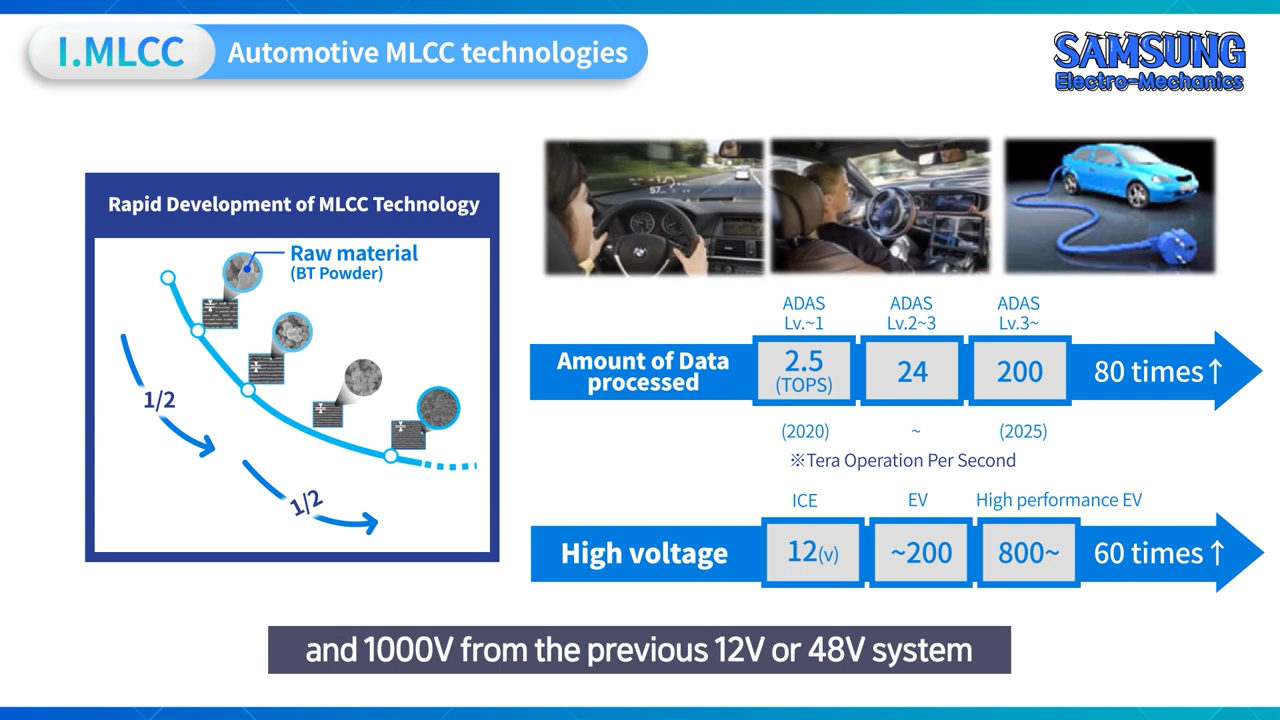 I.MLCC
Automotive MLCC technologies
SAMSUNG
Electro-Mechanics
Rapid Development of MLCC Technology
Raw material
(BT Powder)
1/2
1/2
57
ADAS
Lv.~1
ADAS
Lv.2~3
ADAS
Lv.3~
Amount of Data
processed
2.5
(TOPS)
24
200
80 times↑
(2020)
~
(2025)
※Tera Operation Per Second
ICE
EV
High performance EV
High voltage
12(v)
~200
800~
60 times↑
and 1000V from the previous 12V or 48V system